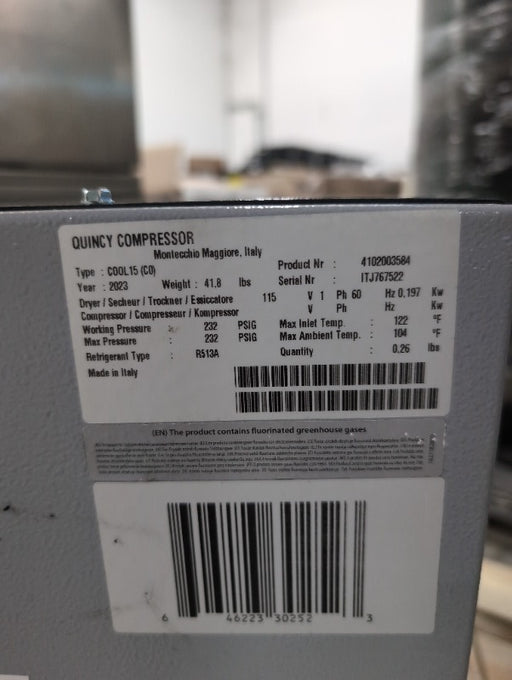 QUINCY COMPRESSOR
Montecchio Maggiore, Italy
Type : COOL15 (C0) Product Nr : 4102003584
Year : 2023 Weight : 41.8 lbs Serial Nr : ITJ767522
Dryer / Secheur / Trockner / Essiccatore 115 V 1 Ph 60 Hz 0,197 Kw
Compressor / Compresseur / Kompressor V Ph Hz Kw
Working Pressure : 232 PSIG Max Inlet Temp. : 122 °F
Max Pressure : 232 PSIG Max Ambient Temp. : 104 °F
Refrigerant Type : R513A Quantity : 0,26 lbs
Made in Italy
(EN) The product contains fluorinated greenhouse gases
6 46223 30252 3